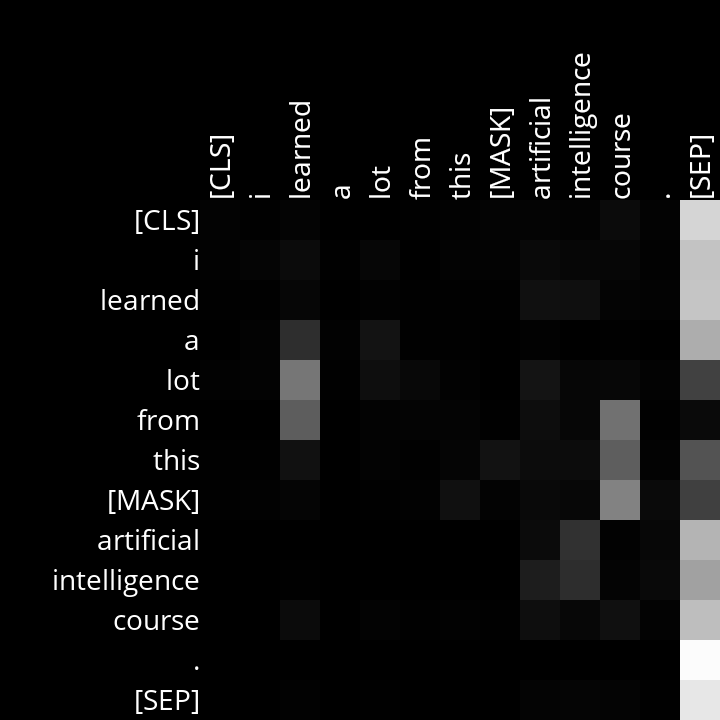 [CLS]
i
learned
a
lot
from
this
[MASK]
artificial
intelligence
course
.
[SEP]
[CLS]
i
learned
a
lot
from
this
[MASK]
artificial
intelligence
course
.
[SEP]